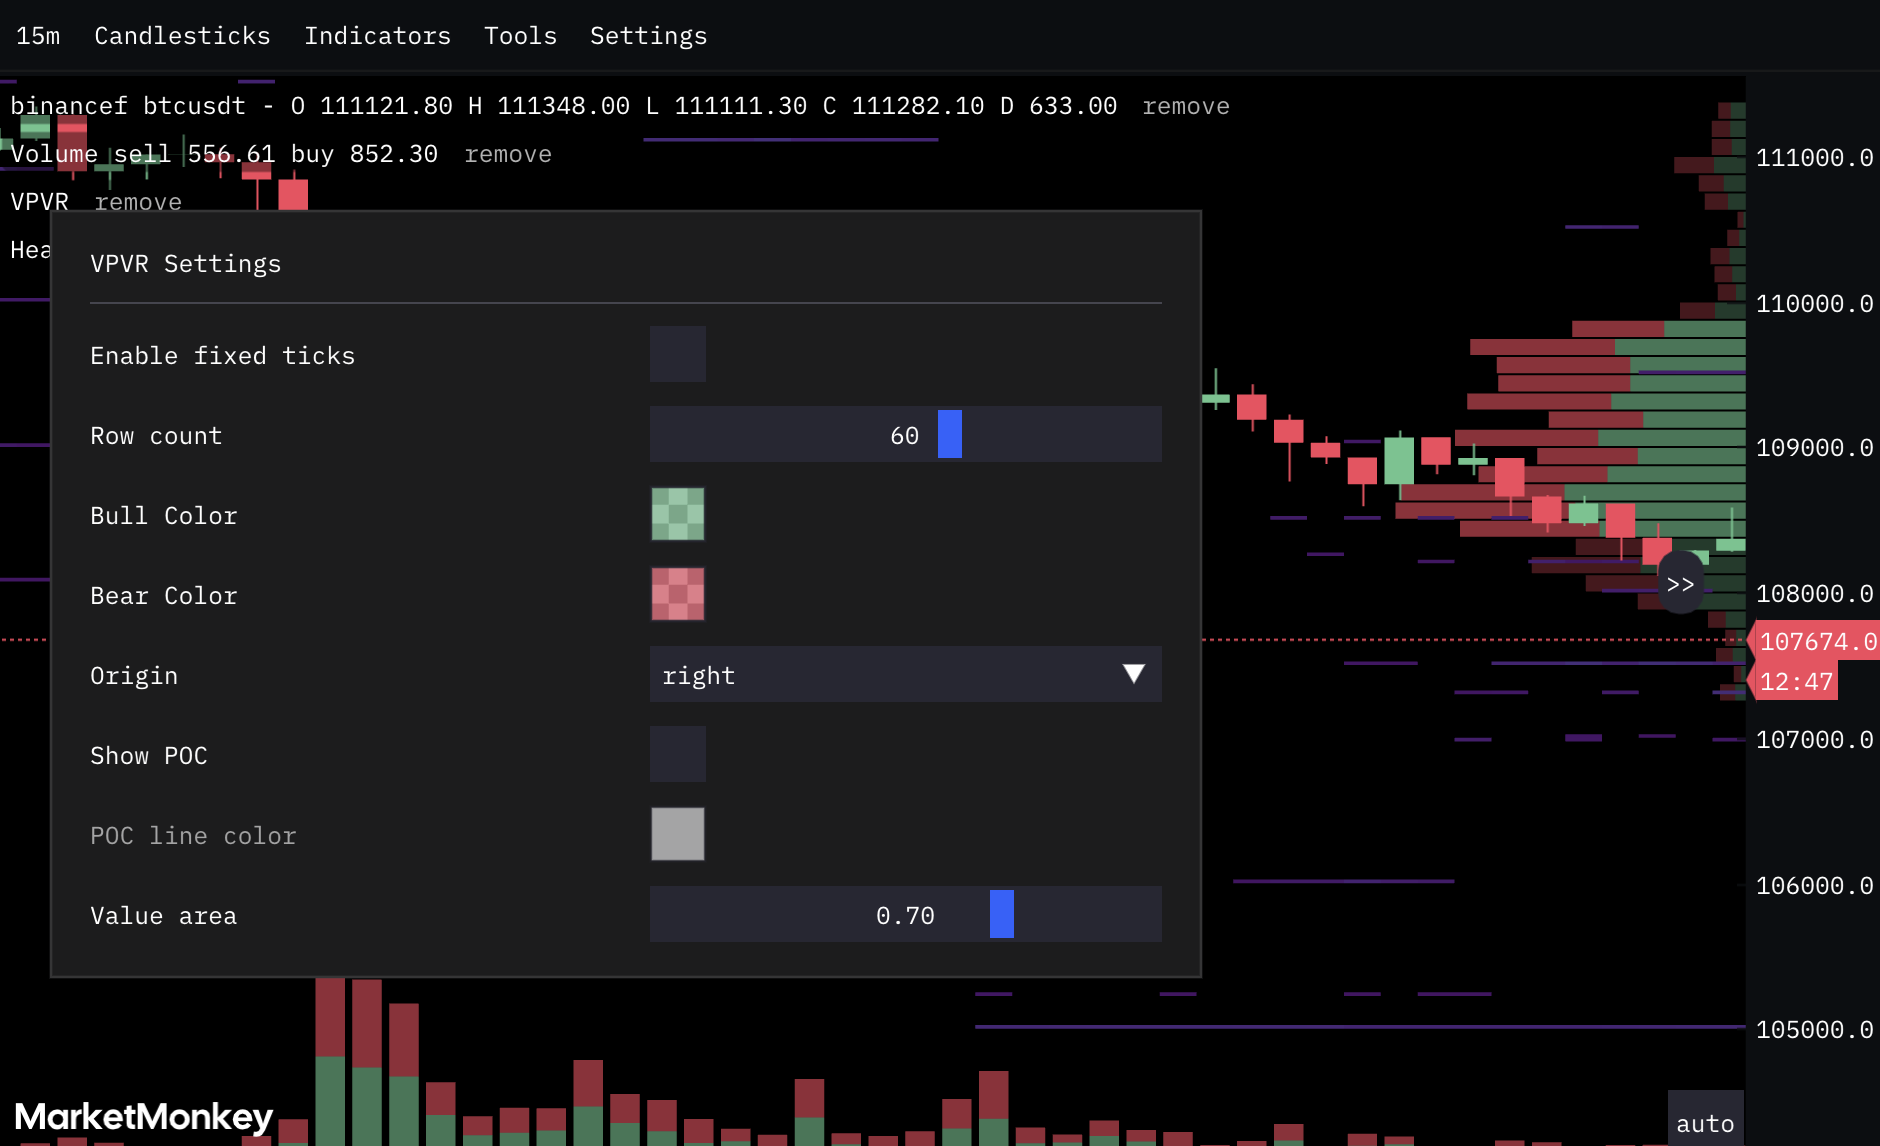 15m Candlesticks Indicators Tools Settings
binancef btcusdt - O 111121.80 H 111348.00 L 111111.30 C 111282.10 D 633.00 remove
Volume sell 556.61 buy 852.30 remove
VPVR remove
Hea
VPVR Settings
Enable fixed ticks
Row count 60
Bull Color
Bear Color
Origin right
Show POC
POC line color
Value area 0.70
>>
111000.0
110000.0
109000.0
108000.0
107674.0
12:47
107000.0
106000.0
105000.0
auto
MarketMonkey